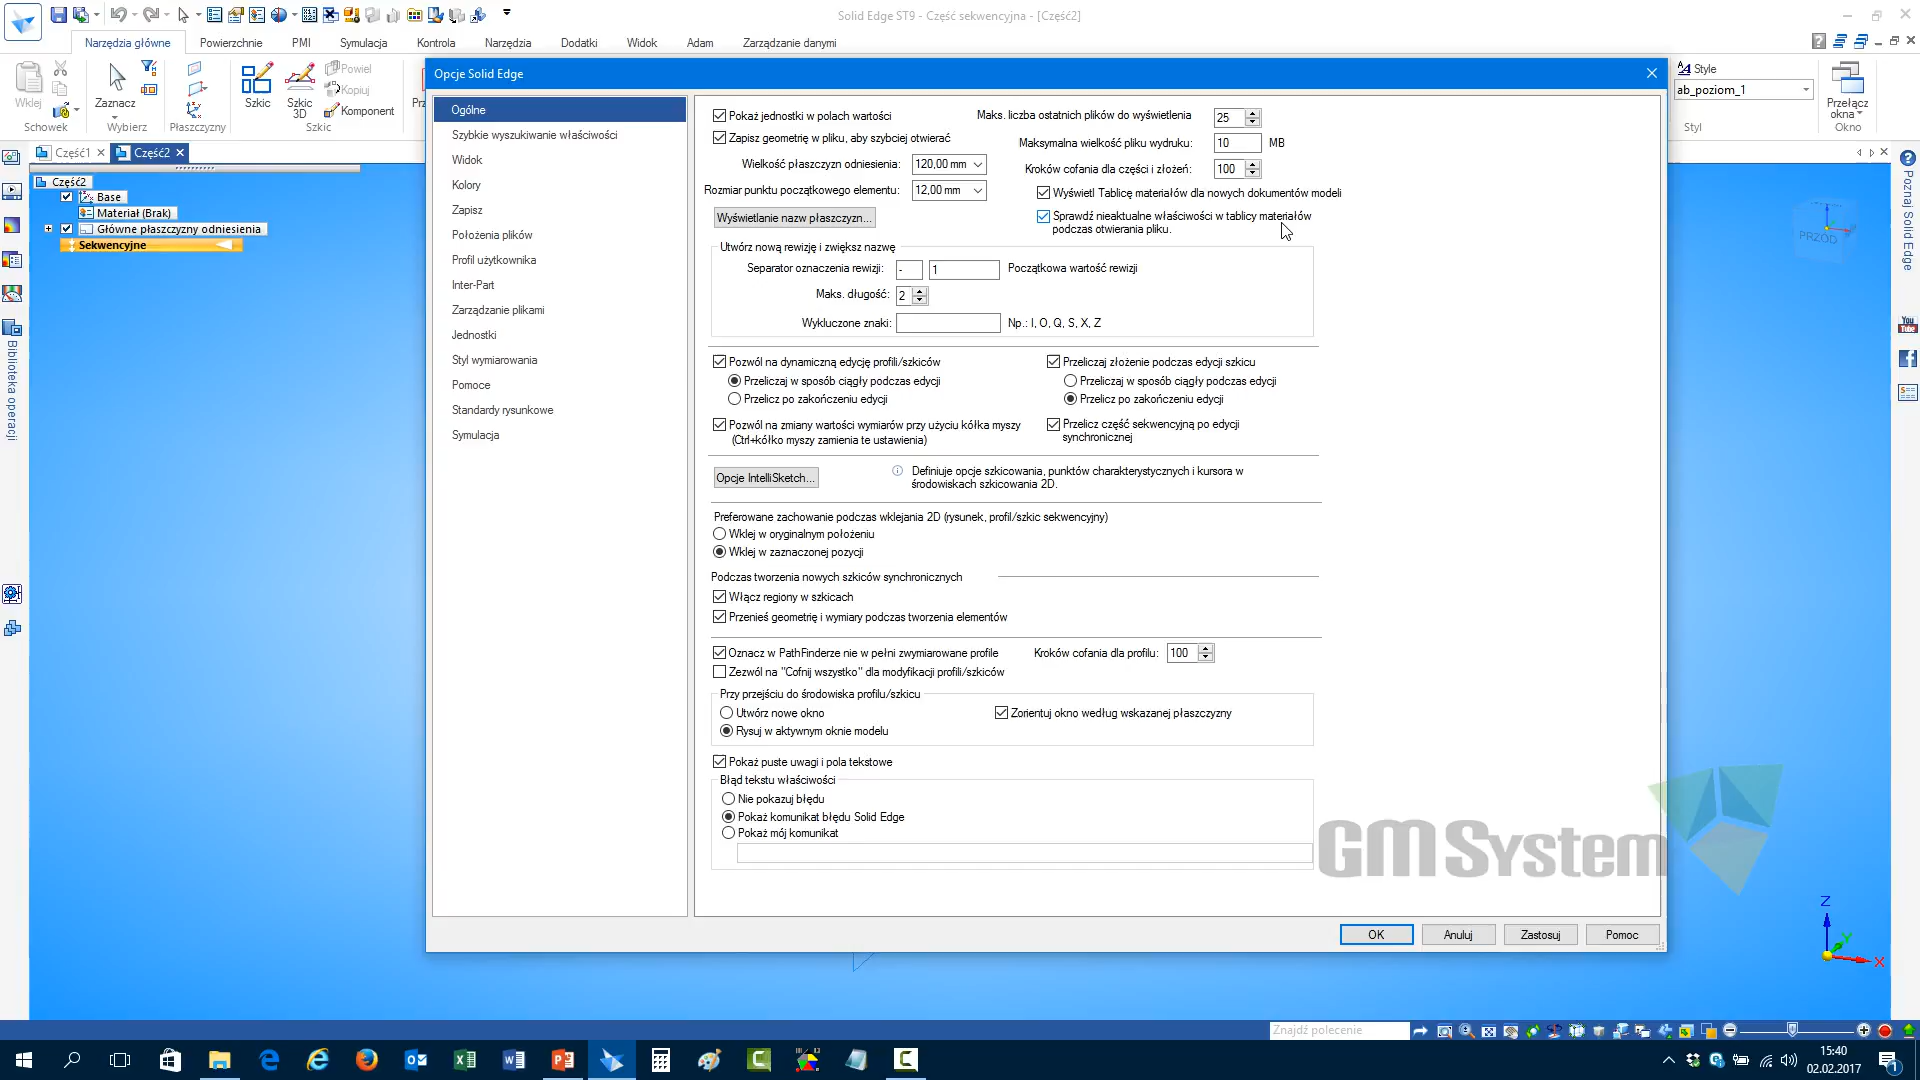 Solid Edge ST9 - Część sekwencyjna - [Część2]
Narzędzia główne Powierzchnie PMI Symulacja Kontrola Narzędzia Dodatki Widok Adam Zarządzanie danymi
Wklej
Schowek
Zaznacz
Wybierz
Płaszczyzny
Szkic
Szkic 3D
Powiel
Kopiuj
Komponent
Szkic
Style
ab_poziom_1
Styl
Przełącz okna
Okno
Część1
Część2
Część2
Base
Materiał (Brak)
Główne płaszczyzny odniesienia
Sekwencyjne
Biblioteka operacji
Opcje Solid Edge
Ogólne
Szybkie wyszukiwanie właściwości
Widok
Kolory
Zapisz
Położenia plików
Profil użytkownika
Inter-Part
Zarządzanie plikami
Jednostki
Styl wymiarowania
Pomoce
Standardy rysunkowe
Symulacja
Pokaż jednostki w polach wartości
Maks. liczba ostatnich plików do wyświetlenia 25
Zapisz geometrię w pliku, aby szybciej otwierać
Maksymalna wielkość pliku wydruku: 10 MB
Wielkość płaszczyzn odniesienia: 120,00 mm
Kroków cofania dla części i złożeń: 100
Rozmiar punktu początkowego elementu: 12,00 mm
Wyświetl Tablicę materiałów dla nowych dokumentów modeli
Wyświetlanie nazw płaszczyzn...
Sprawdź nieaktualne właściwości w tablicy materiałów
podczas otwierania pliku.
Utwórz nową rewizję i zwiększ nazwę
Separator oznaczenia rewizji: - 1 Początkowa wartość rewizji
Maks. długość: 2
Wykluczone znaki: Np.: I, O, Q, S, X, Z
Pozwól na dynamiczną edycję profili/szkiców
Przeliczaj w sposób ciągły podczas edycji
Przelicz po zakończeniu edycji
Przeliczaj złożenie podczas edycji szkicu
Przeliczaj w sposób ciągły podczas edycji
Przelicz po zakończeniu edycji
Pozwól na zmiany wartości wymiarów przy użyciu kółka myszy
(Ctrl+kółko myszy zamienia te ustawienia)
Przelicz część sekwencyjną po edycji
synchronicznej
Opcje IntelliSketch...
Definiuje opcje szkicowania, punktów charakterystycznych i kursora w
środowiskach szkicowania 2D.
Preferowane zachowanie podczas wklejania 2D (rysunek, profil/szkic sekwencyjny)
Wklej w oryginalnym położeniu
Wklej w zaznaczonej pozycji
Podczas tworzenia nowych szkiców synchronicznych
Włącz regiony w szkicach
Przenieś geometrię i wymiary podczas tworzenia elementów
Oznacz w PathFinderze nie w pełni zwymiarowane profile
Kroków cofania dla profilu: 100
Zezwól na "Cofnij wszystko" dla modyfikacji profili/szkiców
Przy przejściu do środowiska profilu/szkicu
Utwórz nowe okno
Zorientuj okno według wskazanej płaszczyzny
Rysuj w aktywnym oknie modelu
Pokaż puste uwagi i pola tekstowe
Błąd tekstu właściwości
Nie pokazuj błędu
Pokaż komunikat błędu Solid Edge
Pokaż mój komunikat
OK Anuluj Zastosuj Pomoc
GMSystem
PRZÓD
Poznaj Solid Edge
You
Tube
Z
Y
X
Znajdź polecenie
15:40
02.02.2017